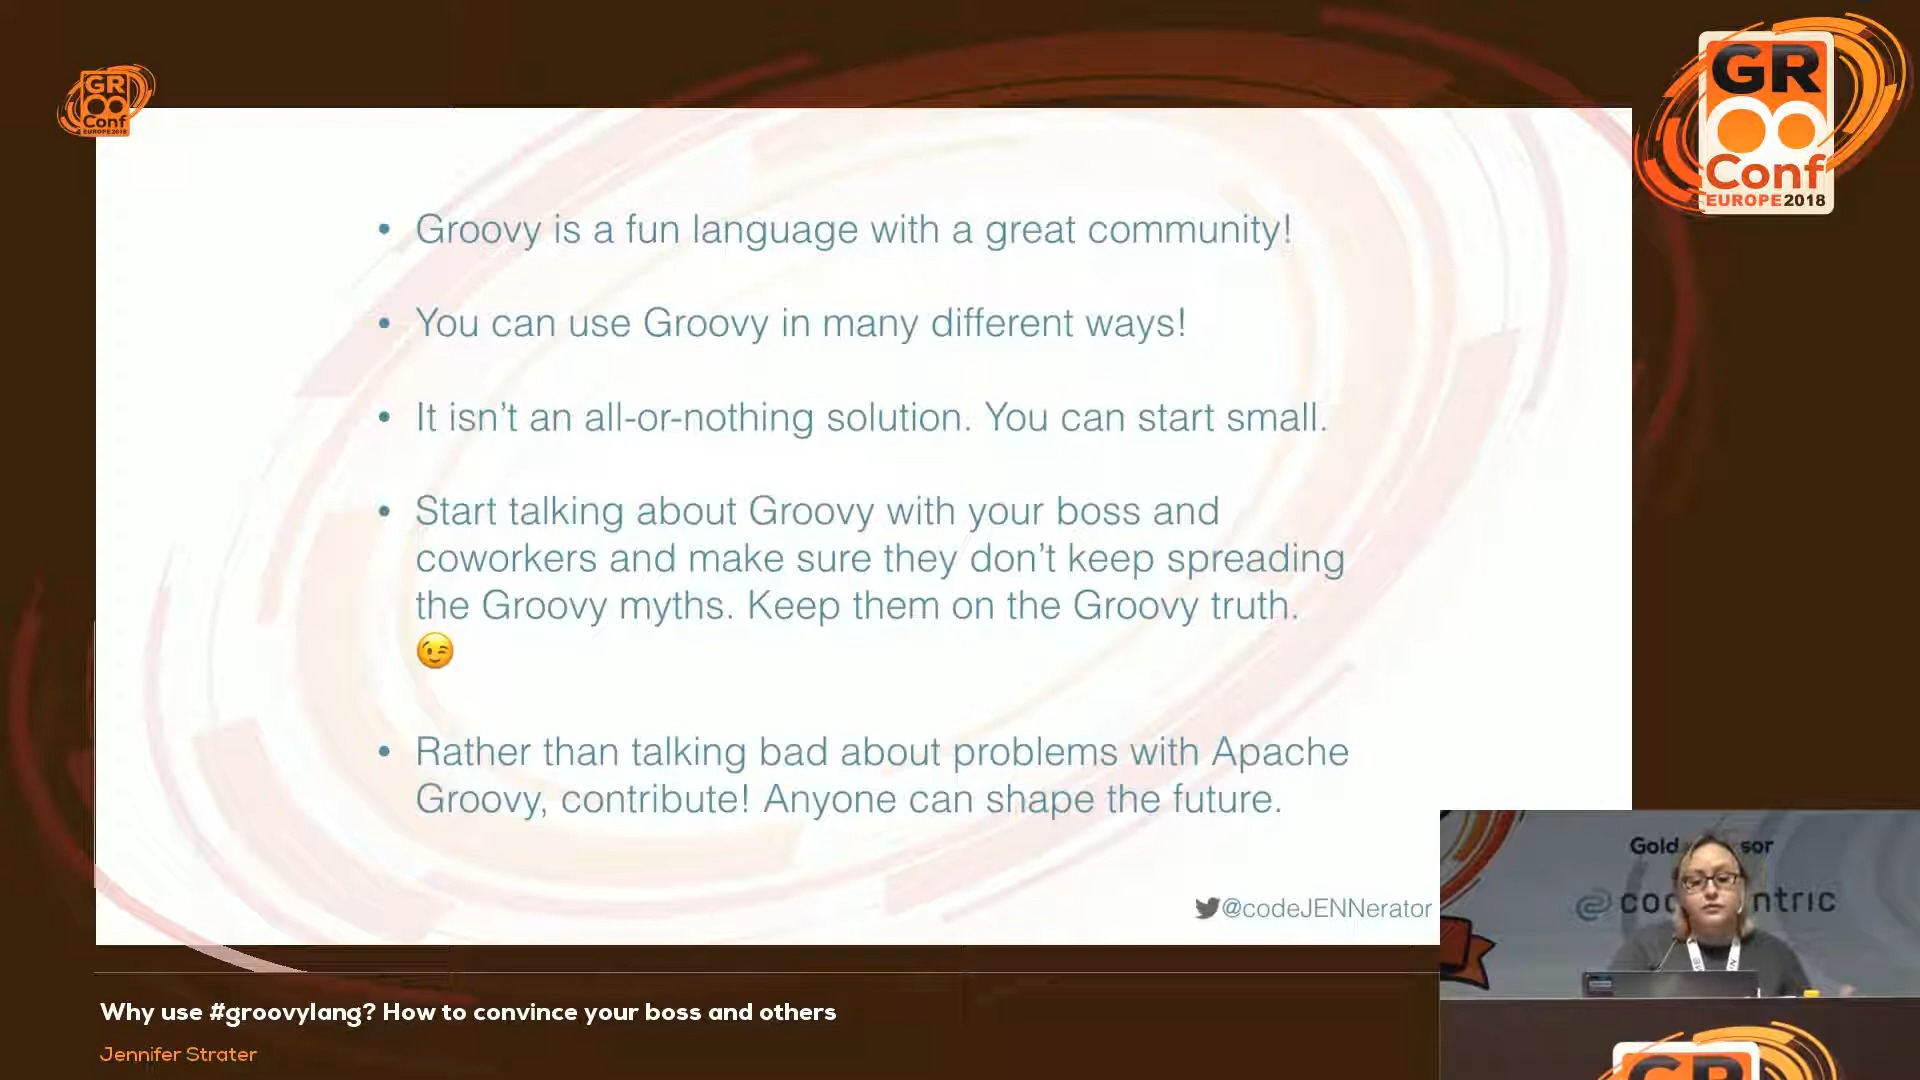 GR
Conf
EUROPE2018
GR
Conf
EUROPE2018
• Groovy is a fun language with a great community!
• You can use Groovy in many different ways!
• It isn't an all-or-nothing solution. You can start small.
• Start talking about Groovy with your boss and
coworkers and make sure they don't keep spreading
the Groovy myths. Keep them on the Groovy truth.
😉
• Rather than talking bad about problems with Apache
Groovy, contribute! Anyone can shape the future.
@codeJENNerator
Gold
Why use #groovylang? How to convince your boss and others
Jennifer Strater